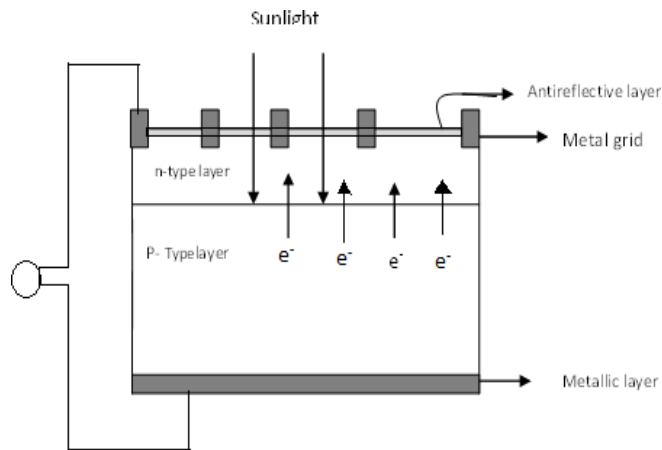 Sunlight
Antireflective layer
Metal grid
n-type layer
P- Typelayer
e-
e-
e-
e-
Metallic layer